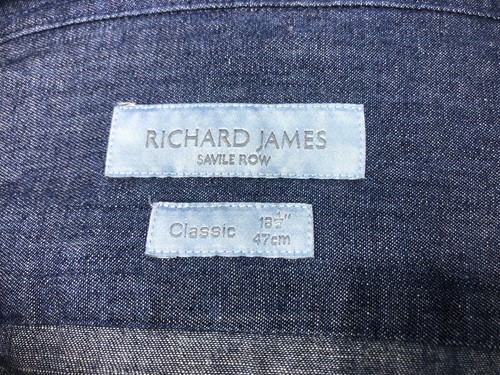 RICHARD JAMES
SAVILE ROW
Classic 18½"
47cm